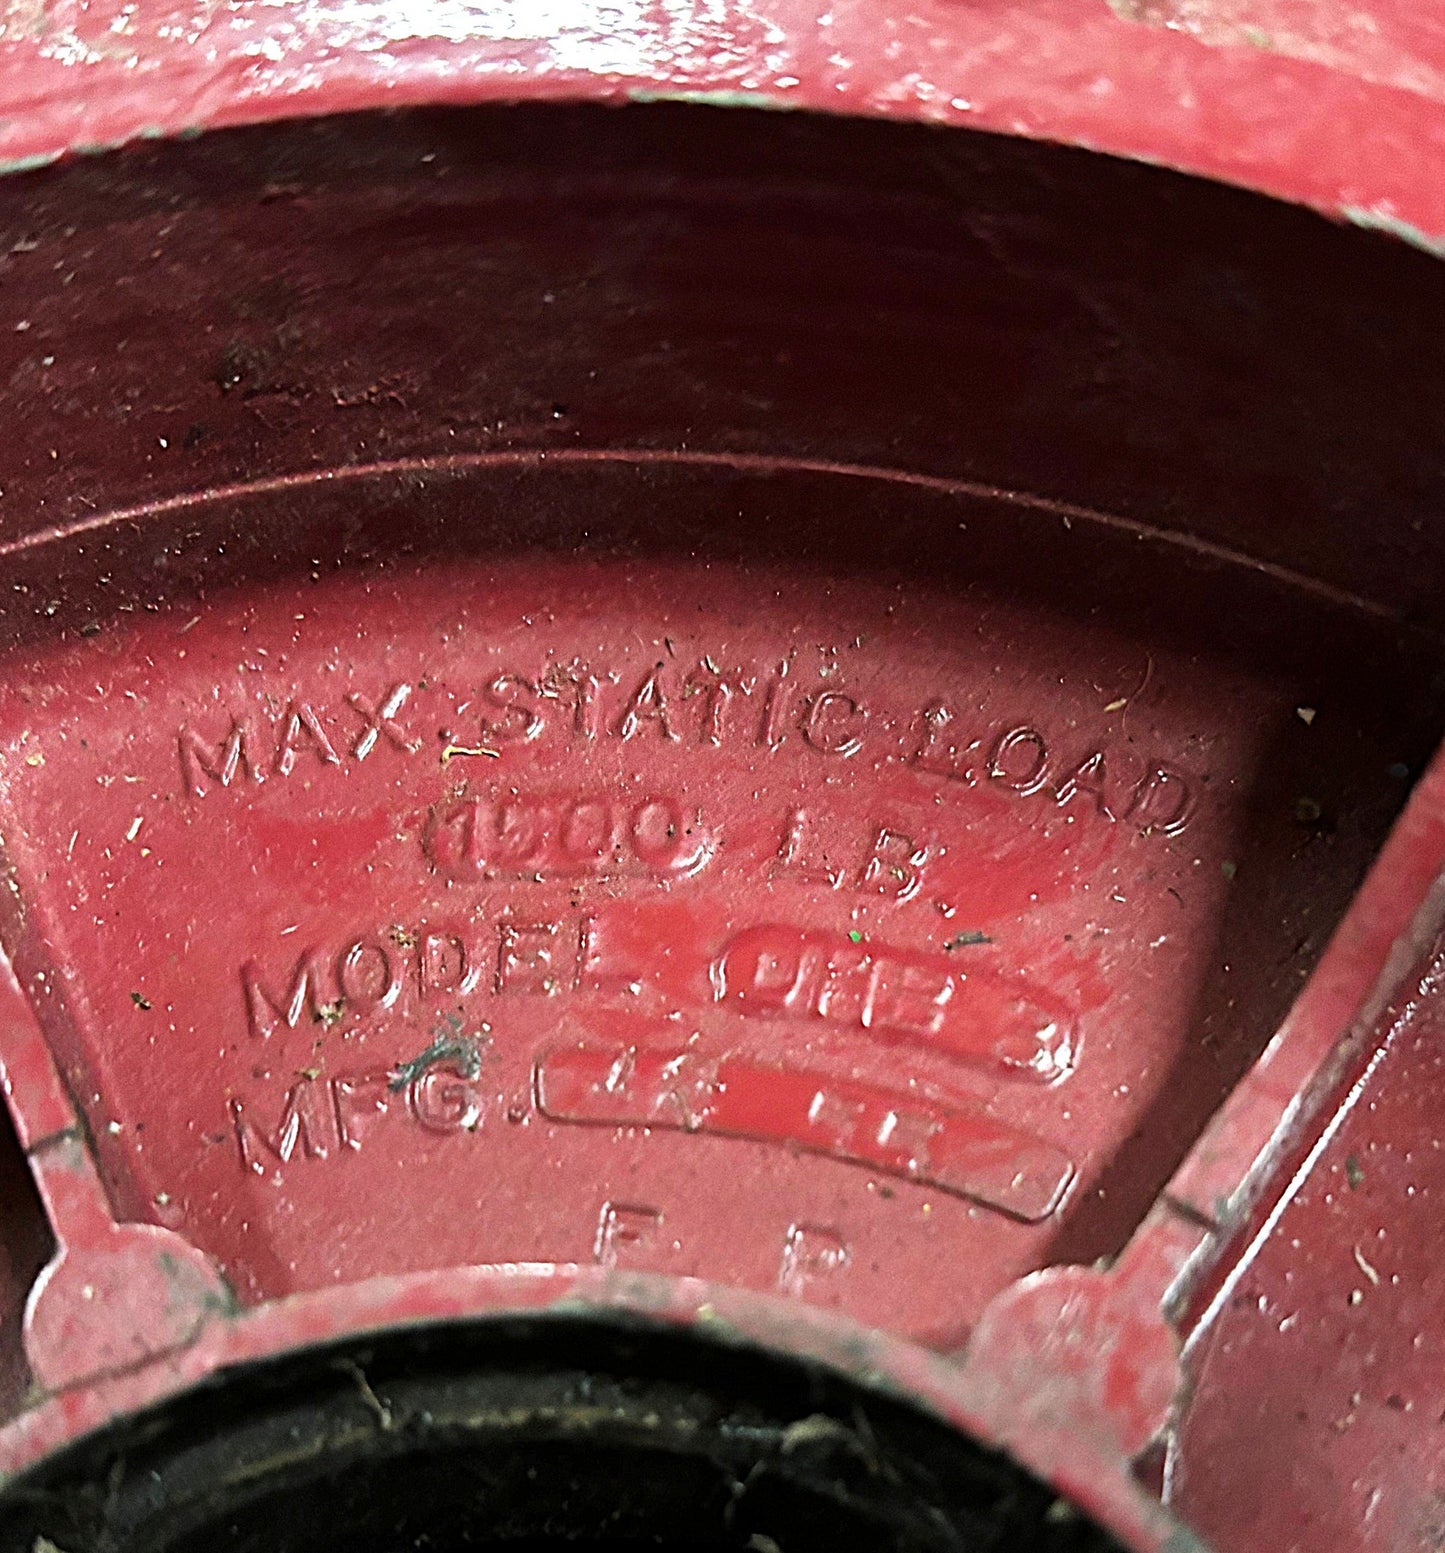 MAX. STATIC LOAD
1500 LB.
MODEL
MFG.
F P